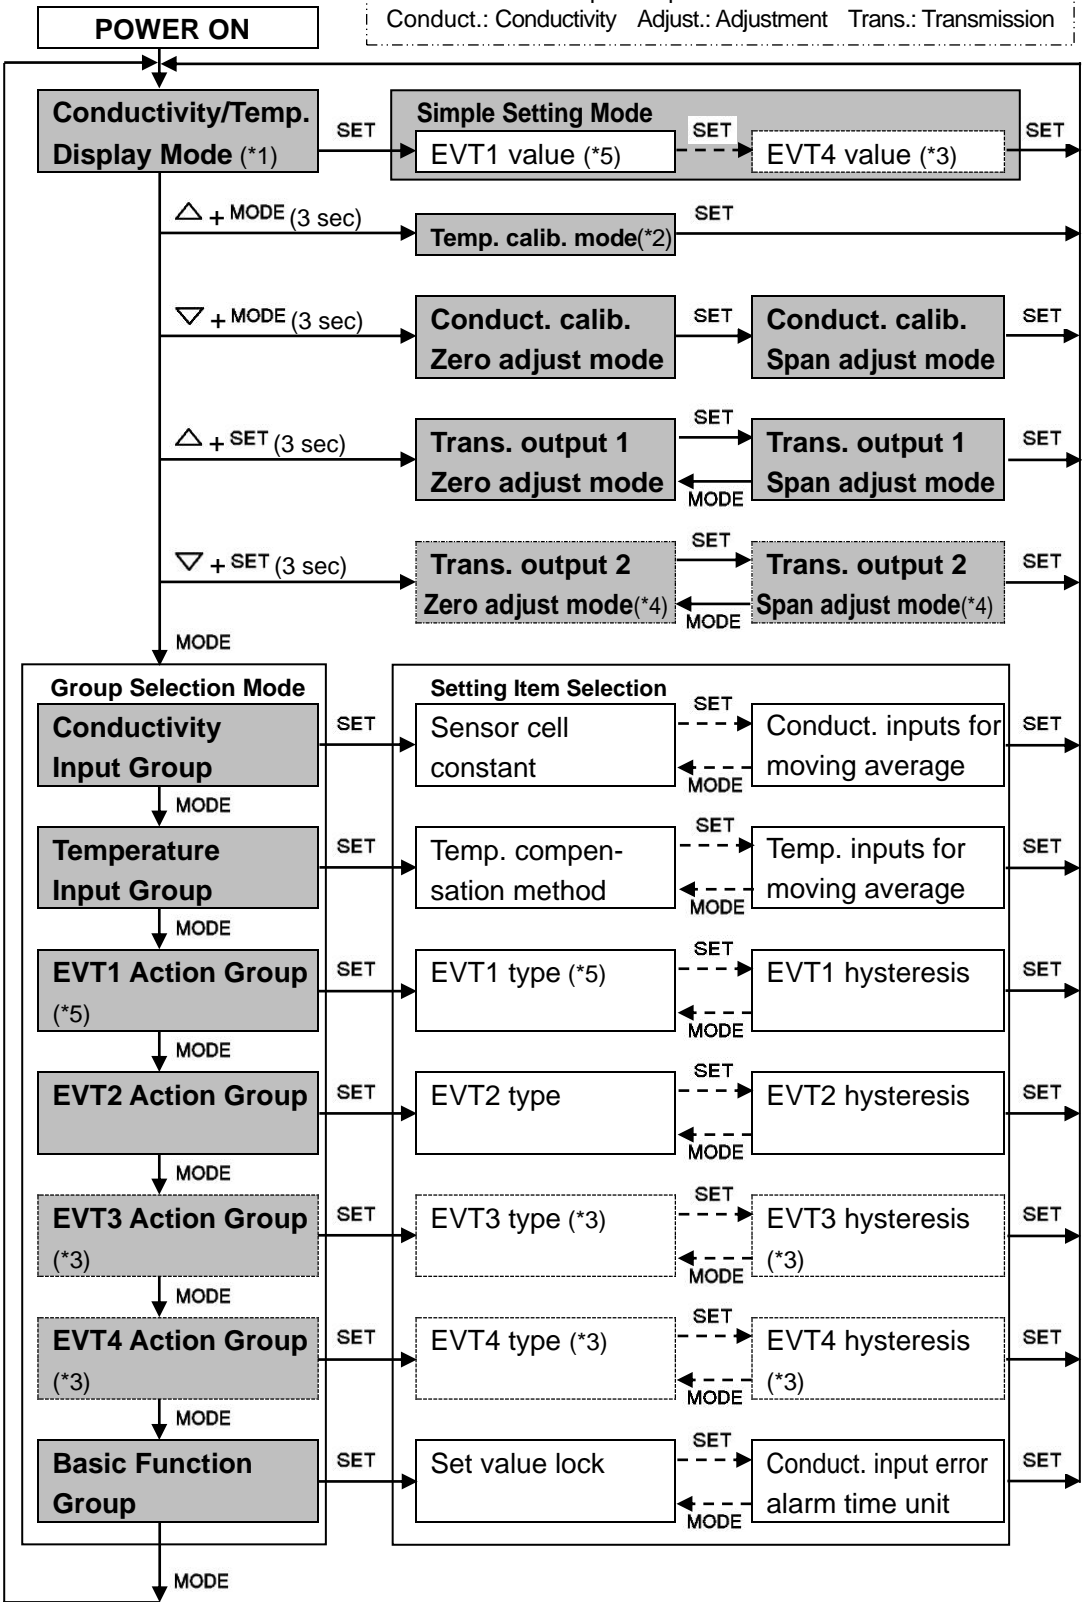 Conduct.: Conductivity Adjust.: Adjustment Trans.: Transmission
POWER ON
Conductivity/Temp.
Display Mode (*1)
SET
Simple Setting Mode
EVT1 value (*5)
SET
EVT4 value (*3)
SET
△ + MODE (3 sec)
Temp. calib. mode(*2)
SET
▽ + MODE (3 sec)
Conduct. calib.
Zero adjust mode
SET
Conduct. calib.
Span adjust mode
SET
△ + SET (3 sec)
Trans. output 1
Zero adjust mode
SET
MODE
Trans. output 1
Span adjust mode
SET
▽ + SET (3 sec)
Trans. output 2
Zero adjust mode(*4)
SET
MODE
Trans. output 2
Span adjust mode(*4)
SET
MODE
Group Selection Mode
Setting Item Selection
Conductivity
Input Group
SET
Sensor cell
constant
SET
MODE
Conduct. inputs for
moving average
SET
MODE
Temperature
Input Group
SET
Temp. compen-
sation method
SET
MODE
Temp. inputs for
moving average
SET
MODE
EVT1 Action Group
(*5)
SET
EVT1 type (*5)
SET
MODE
EVT1 hysteresis
SET
MODE
EVT2 Action Group
SET
EVT2 type
SET
MODE
EVT2 hysteresis
SET
MODE
EVT3 Action Group
(*3)
SET
EVT3 type (*3)
SET
MODE
EVT3 hysteresis
(*3)
SET
MODE
EVT4 Action Group
(*3)
SET
EVT4 type (*3)
SET
MODE
EVT4 hysteresis
(*3)
SET
MODE
Basic Function
Group
SET
Set value lock
SET
MODE
Conduct. input error
alarm time unit
SET
MODE